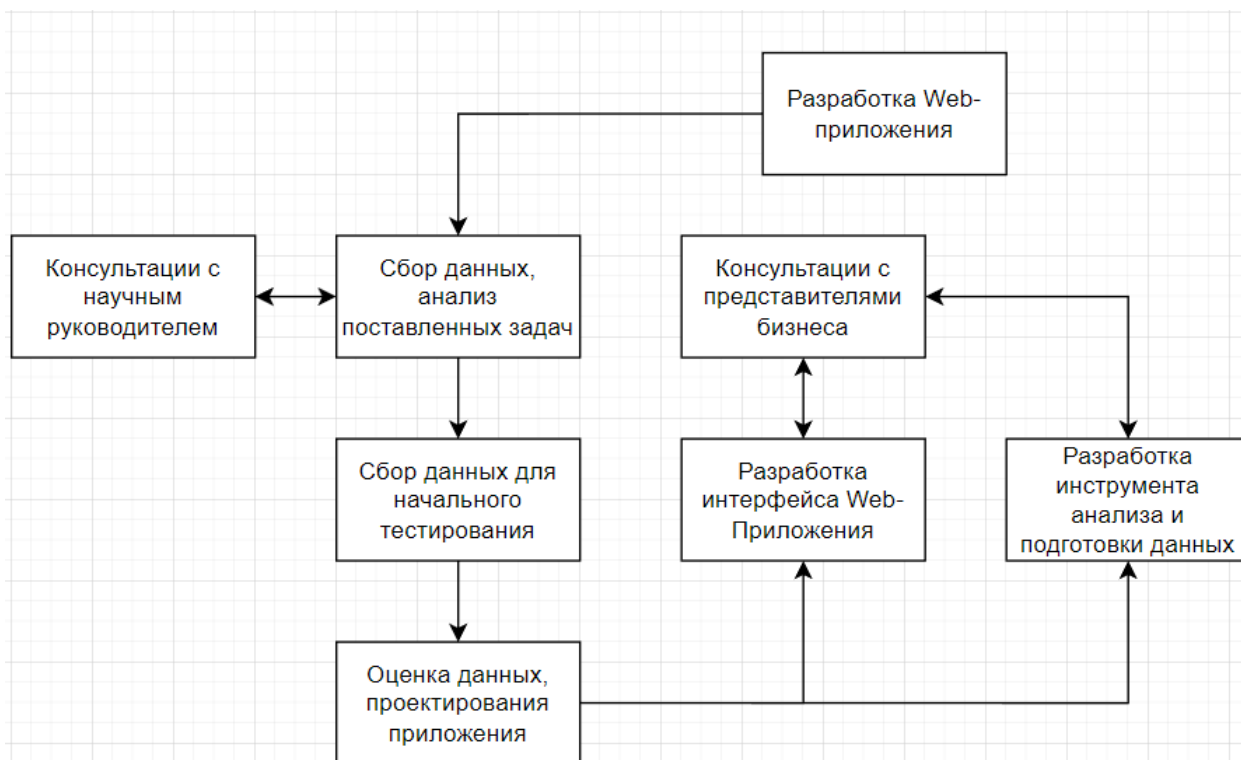 Разработка Web-
приложения
Консультации с
научным
руководителем
Сбор данных,
анализ
поставленных задач
Консультации с
представителями
бизнеса
Сбор данных для
начального
тестирования
Разработка
интерфейса Web-
Приложения
Разработка
инструмента
анализа и
подготовки данных
Оценка данных,
проектирования
приложения